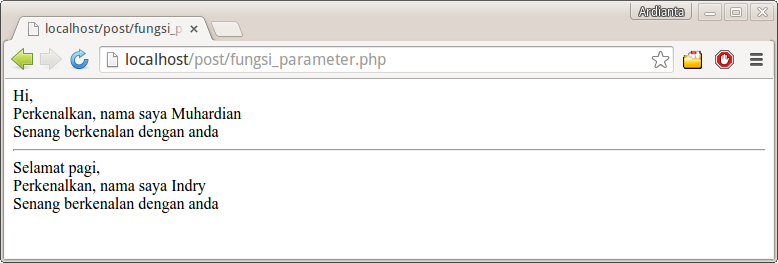 Ardianta
localhost/post/fungsi_p
localhost/post/fungsi_parameter.php
Hi,
Perkenalkan, nama saya Muhardian
Senang berkenalan dengan anda
Selamat pagi,
Perkenalkan, nama saya Indry
Senang berkenalan dengan anda